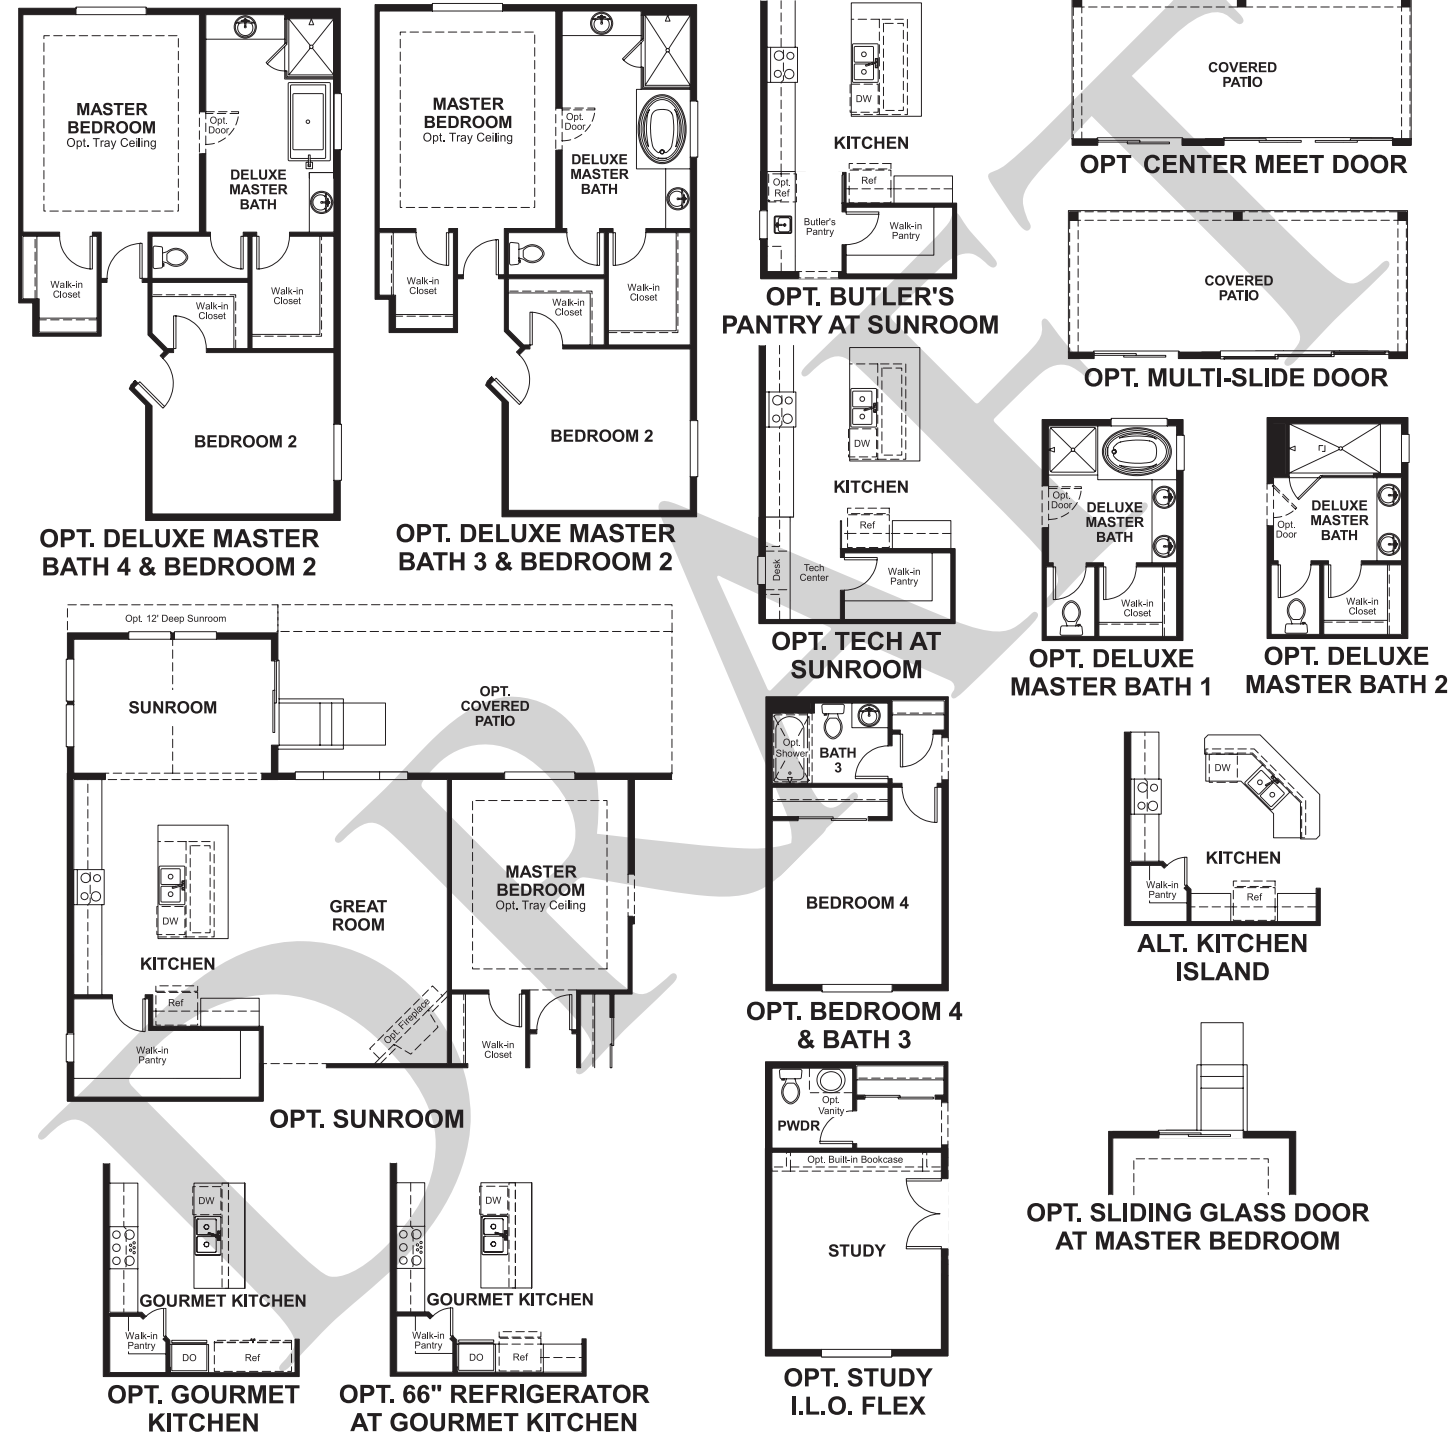 MASTER
BEDROOM
Opt. Tray Ceiling
Opt.
Door
DELUXE
MASTER
BATH
Walk-in
Closet
Walk-in
Closet
Walk-in
Closet
BEDROOM 2
OPT. DELUXE MASTER
BATH 4 & BEDROOM 2
MASTER
BEDROOM
Opt. Tray Ceiling
Opt.
Door
DELUXE
MASTER
BATH
Walk-in
Closet
Walk-in
Closet
Walk-in
Closet
BEDROOM 2
OPT. DELUXE MASTER
BATH 3 & BEDROOM 2
DW
KITCHEN
Opt.
Ref
Ref
Butler's
Pantry
Walk-in
Pantry
OPT. BUTLER'S
PANTRY AT SUNROOM
COVERED
PATIO
OPT CENTER MEET DOOR
COVERED
PATIO
OPT. MULTI-SLIDE DOOR
DW
KITCHEN
Ref
Desk
Tech
Center
Walk-in
Pantry
OPT. TECH AT
SUNROOM
Opt.
Door
DELUXE
MASTER
BATH
Walk-in
Closet
OPT. DELUXE
MASTER BATH 1
Opt.
Door
DELUXE
MASTER
BATH
Walk-in
Closet
OPT. DELUXE
MASTER BATH 2
Opt. 12' Deep Sunroom
SUNROOM
OPT.
COVERED
PATIO
MASTER
BEDROOM
Opt. Tray Ceiling
GREAT
ROOM
DW
KITCHEN
Ref
Opt. Fireplace
Walk-in
Pantry
Walk-in
Closet
OPT. SUNROOM
Opt.
Shower
BATH
3
BEDROOM 4
OPT. BEDROOM 4
& BATH 3
DW
KITCHEN
Walk-in
Pantry
Ref
ALT. KITCHEN
ISLAND
Opt.
Vanity
PWDR
Opt. Built-in Bookcase
STUDY
OPT. STUDY
I.L.O. FLEX
OPT. SLIDING GLASS DOOR
AT MASTER BEDROOM
DW
GOURMET KITCHEN
Walk-in
Pantry
DO
Ref
OPT. GOURMET
KITCHEN
DW
GOURMET KITCHEN
Walk-in
Pantry
DO
Ref
OPT. 66" REFRIGERATOR
AT GOURMET KITCHEN
DRAFT